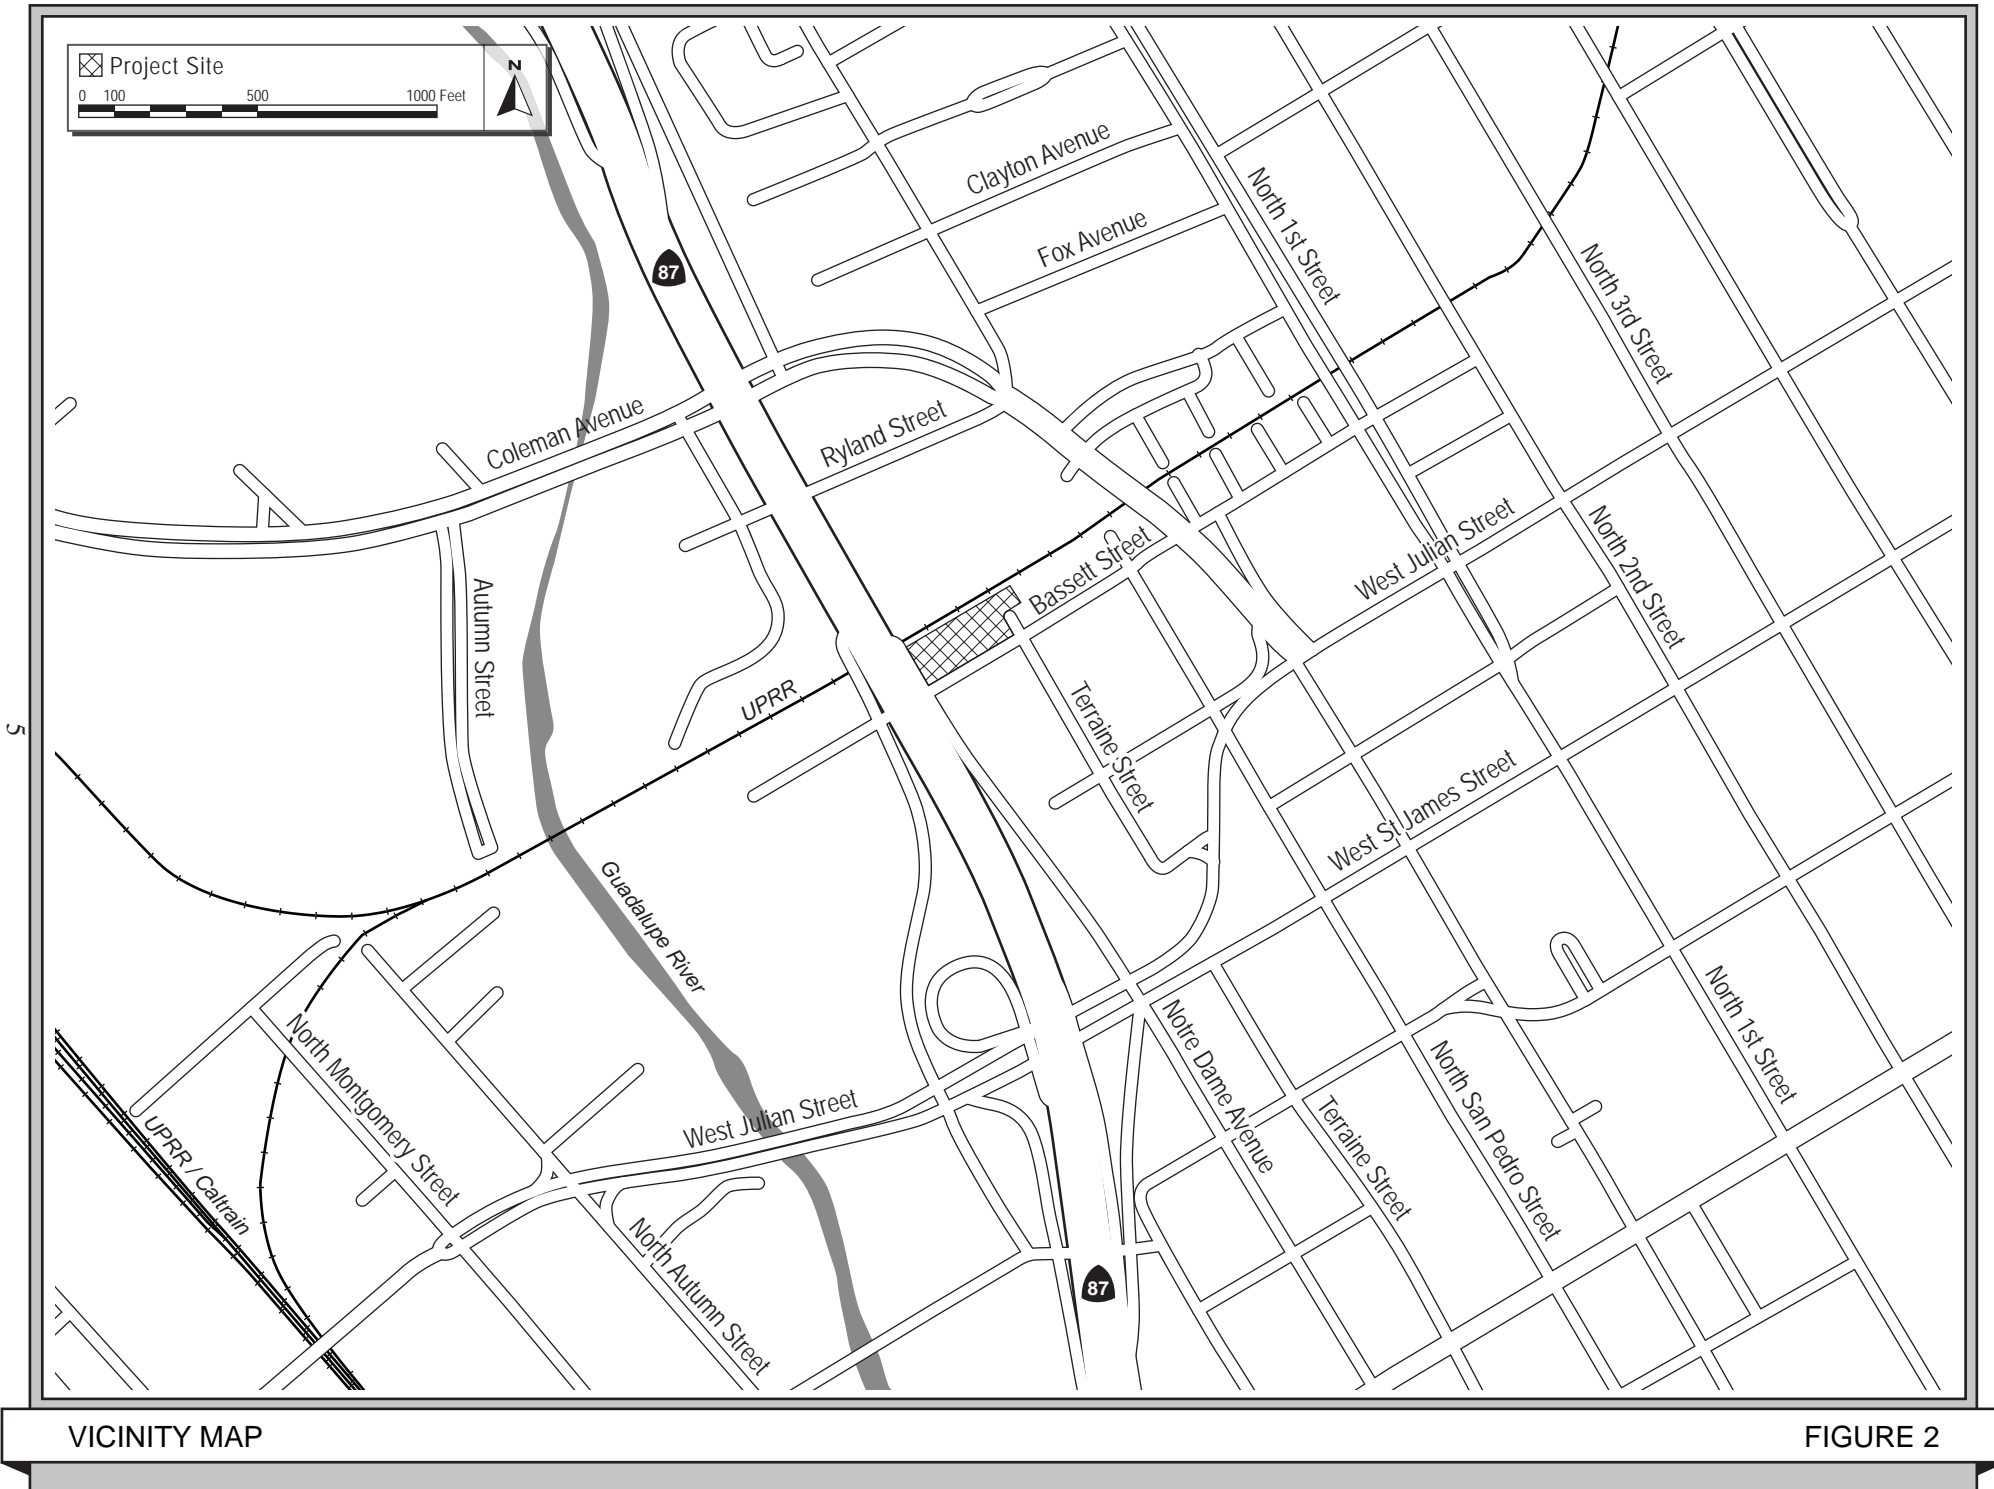 Project Site
0 100 500 1000 Feet
N
Clayton Avenue
Fox Avenue
North 1st Street
North 3rd Street
87
Coleman Avenue
Ryland Street
Bassett Street
West Julian Street
North 2nd Street
Autumn Street
UPRR
Terraine Street
West St James Street
5
Guadalupe River
North Montgomery Street
UPRR / Caltrain
West Julian Street
North Autumn Street
Notre Dame Avenue
Terraine Street
North San Pedro Street
North 1st Street
87
VICINITY MAP
FIGURE 2